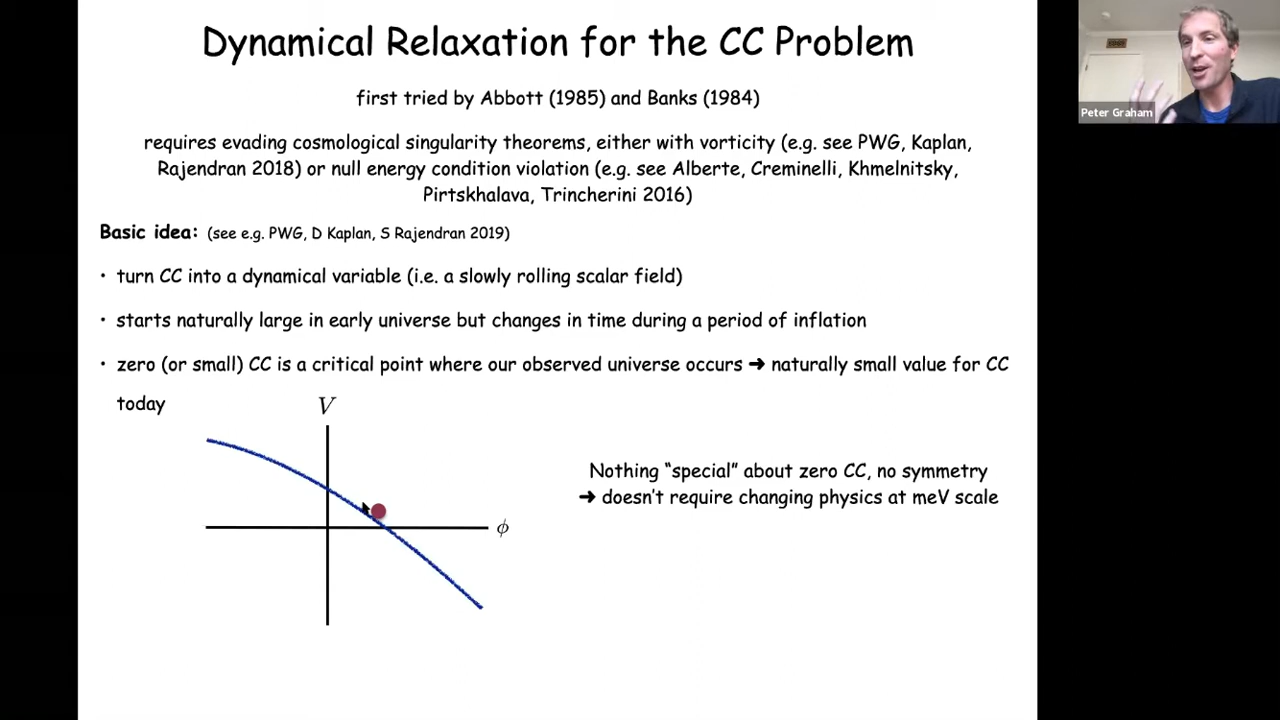 Dynamical Relaxation for the CC Problem
first tried by Abbott (1985) and Banks (1984)
requires evading cosmological singularity theorems, either with vorticity (e.g. see PWG, Kaplan,
Rajendran 2018) or null energy condition violation (e.g. see Alberte, Creminelli, Khmelnitsky,
Pirtskhalava, Trincherini 2016)
Basic idea: (see e.g. PWG, D Kaplan, S Rajendran 2019)
• turn CC into a dynamical variable (i.e. a slowly rolling scalar field)
• starts naturally large in early universe but changes in time during a period of inflation
• zero (or small) CC is a critical point where our observed universe occurs ➜ naturally small value for CC
today
V
ϕ
Nothing “special” about zero CC, no symmetry
➜ doesn’t require changing physics at meV scale
Peter Graham